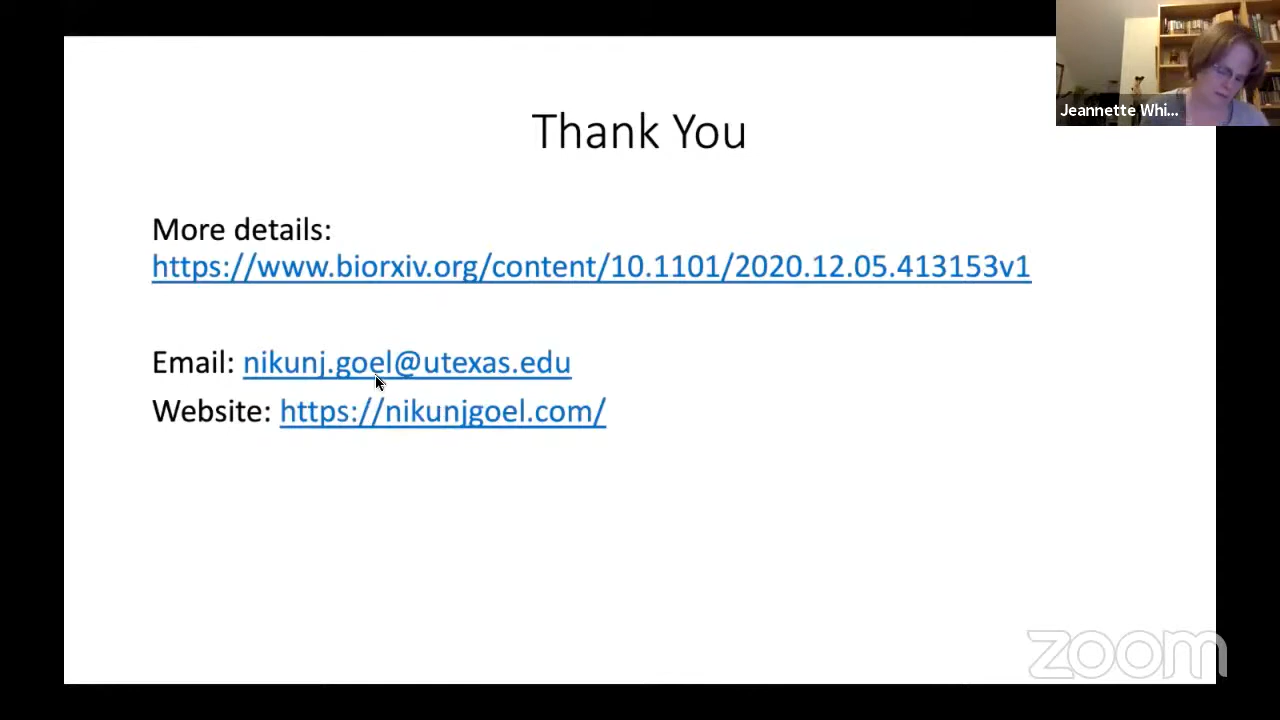 Thank You
Jeannette Whi...
More details:
https://www.biorxiv.org/content/10.1101/2020.12.05.413153v1
Email: nikunj.goel@utexas.edu
Website: https://nikunjgoel.com/
zoom